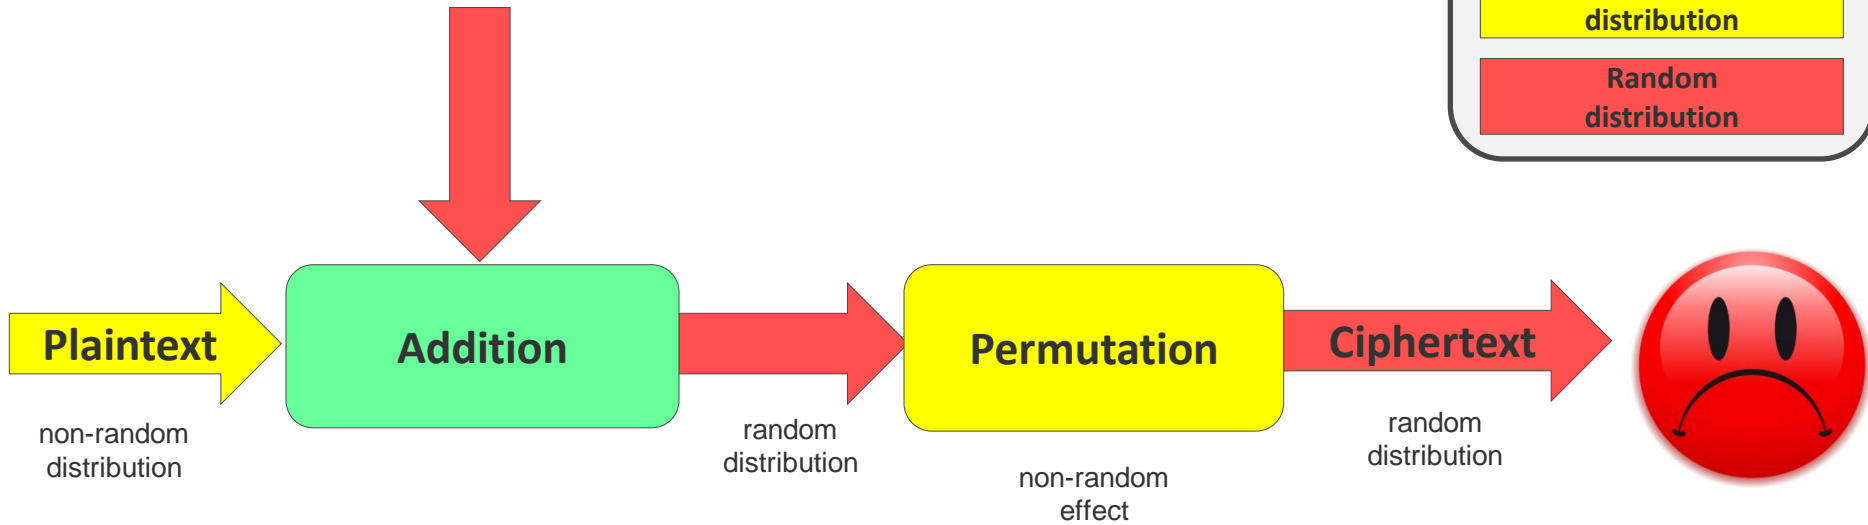 distribution
Random
distribution
Plaintext
Addition
Permutation
Ciphertext
non-random
distribution
random
distribution
non-random
effect
random
distribution